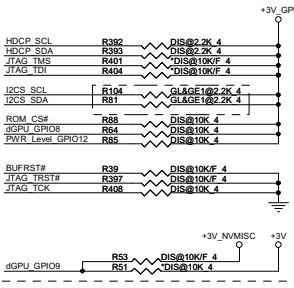 +3V_GPU
HDCP_SCL R392 DIS@2.2K_4
HDCP_SDA R393 DIS@2.2K_4
JTAG_TMS R401 *DIS@10K/F_4
JTAG_TDI R404 *DIS@10K/F_4
I2CS_SCL R104 GL&GE1@2.2K_4
I2CS_SDA R81 GL&GE1@2.2K_4
ROM_CS# R88 DIS@10K_4
dGPU_GPIO8 R64 DIS@10K_4
PWR_Level_GPIO12 R85 DIS@10K_4
BUFRST# R39 DIS@10K/F_4
JTAG_TRST# R397 DIS@10K/F_4
JTAG_TCK R408 DIS@10K_4
+3V_NVMISC +3V
R53 DIS@10K/F_4
dGPU_GPIO9 R51 *DIS@10K_4